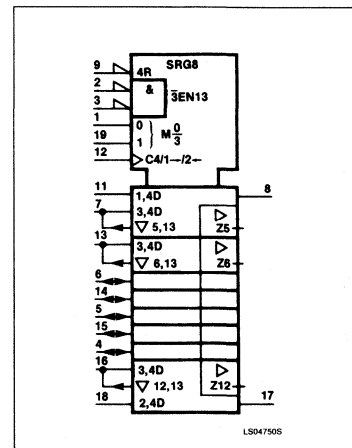 SRG8
9 4R
2 &
3 3̅EN13
1 0 } M 0/3
19 1
12 C4/1→/2←
11 1,4D 8
7 3,4D ▷
▽ 5,13 Z5
13 3,4D ▷
▽ 6,13 Z6
6
14
5
15
4
16 3,4D ▷
▽ 12,13 Z12
18 2,4D 17
LS04750S